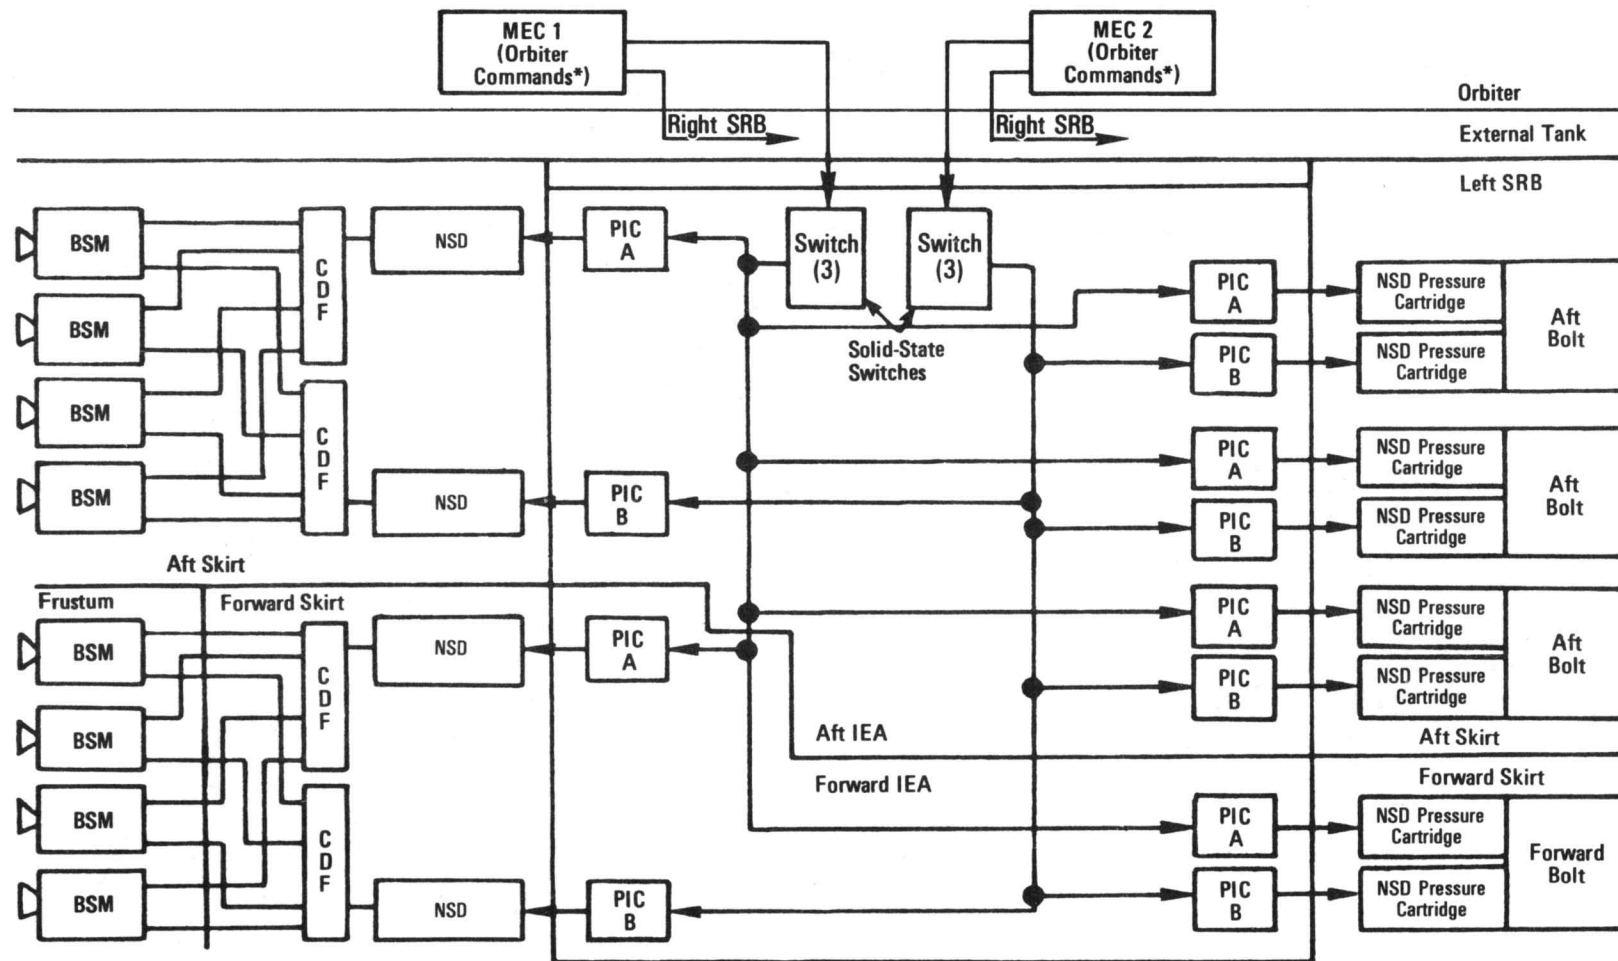 MEC 1
(Orbiter
Commands*)
MEC 2
(Orbiter
Commands*)
Orbiter
Right SRB
Right SRB
External Tank
Left SRB
BSM
BSM
BSM
BSM
CDF
CDF
NSD
NSD
PIC
A
PIC
B
Switch
(3)
Switch
(3)
Solid-State
Switches
PIC
A
NSD Pressure
Cartridge
PIC
B
NSD Pressure
Cartridge
Aft
Bolt
PIC
A
NSD Pressure
Cartridge
PIC
B
NSD Pressure
Cartridge
Aft
Bolt
Aft Skirt
Frustum
Forward Skirt
BSM
BSM
BSM
BSM
CDF
CDF
NSD
NSD
PIC
A
PIC
B
PIC
A
NSD Pressure
Cartridge
PIC
B
NSD Pressure
Cartridge
Aft
Bolt
Aft IEA
Aft Skirt
Forward IEA
Forward Skirt
PIC
A
NSD Pressure
Cartridge
PIC
B
NSD Pressure
Cartridge
Forward
Bolt